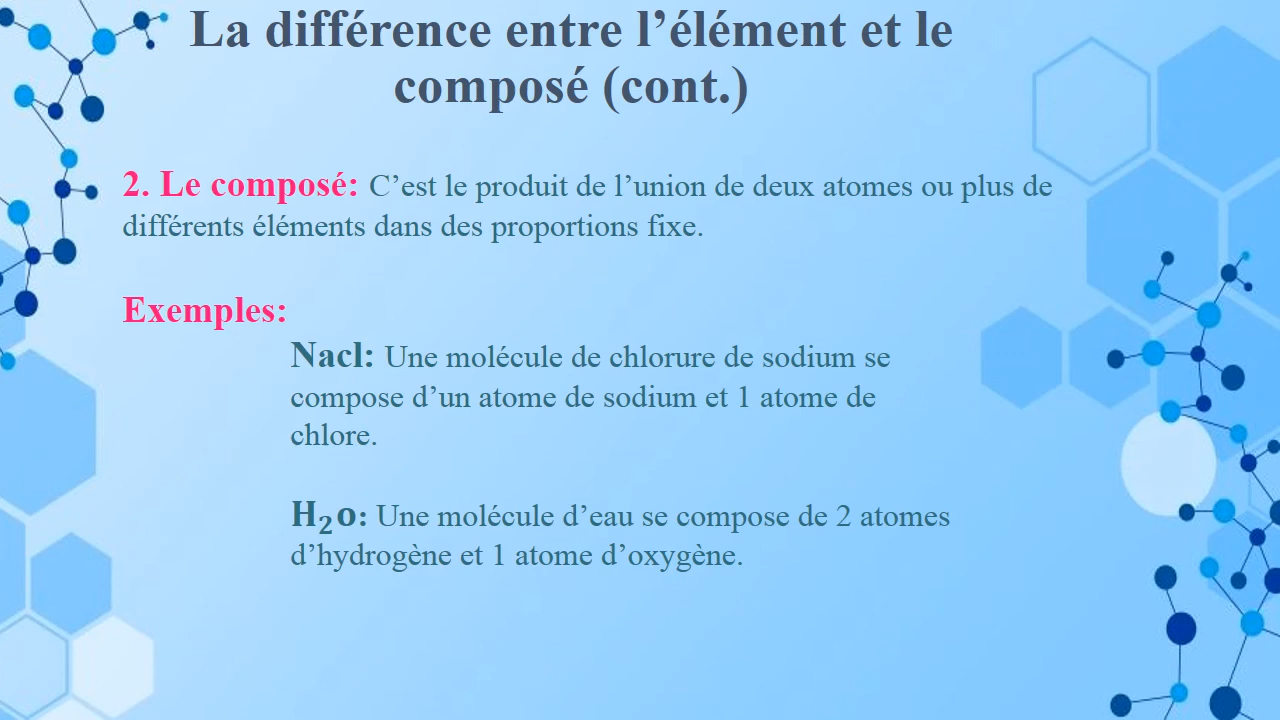 La différence entre l’élément et le
composé (cont.)
2. Le composé: C’est le produit de l’union de deux atomes ou plus de
différents éléments dans des proportions fixe.
Exemples:
Nacl: Une molécule de chlorure de sodium se
compose d’un atome de sodium et 1 atome de
chlore.
H₂o: Une molécule d’eau se compose de 2 atomes
d’hydrogène et 1 atome d’oxygène.